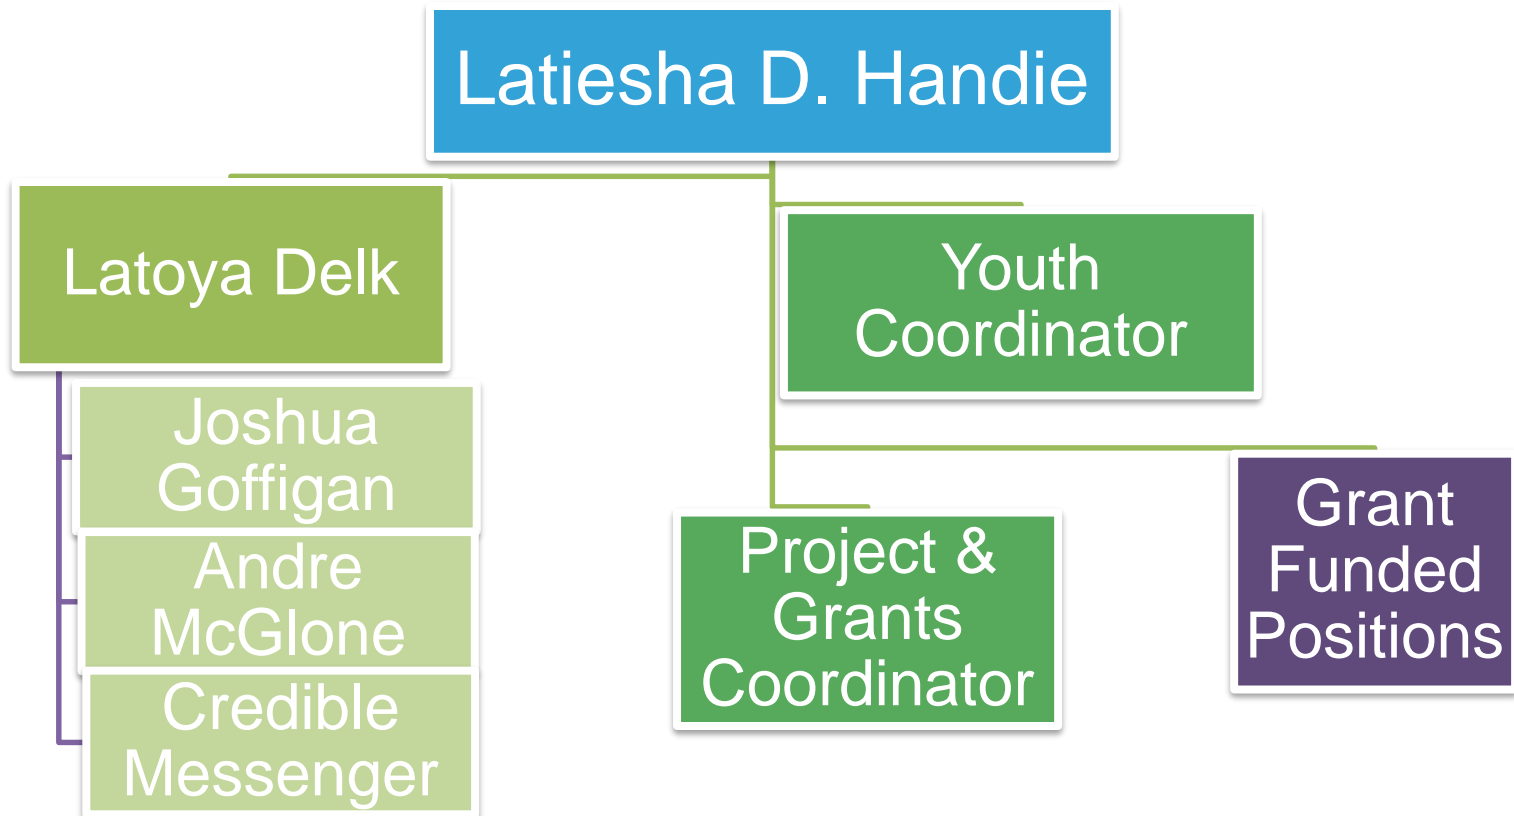 Latiesha D. Handie
Latoya Delk
Youth
Coordinator
Joshua
Goffigan
Andre
McGlone
Credible
Messenger
Project &
Grants
Coordinator
Grant
Funded
Positions